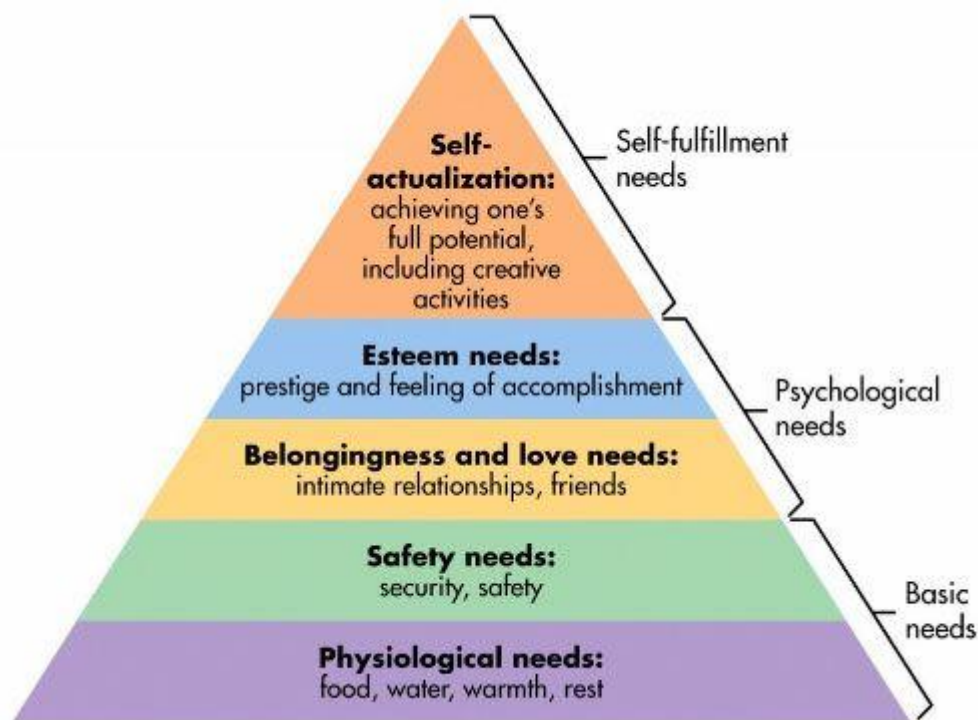 Self-
actualization:
achieving one's
full potential,
including creative
activities
Self-fulfillment
needs
Esteem needs:
prestige and feeling of accomplishment
Psychological
needs
Belongingness and love needs:
intimate relationships, friends
Safety needs:
security, safety
Basic
needs
Physiological needs:
food, water, warmth, rest